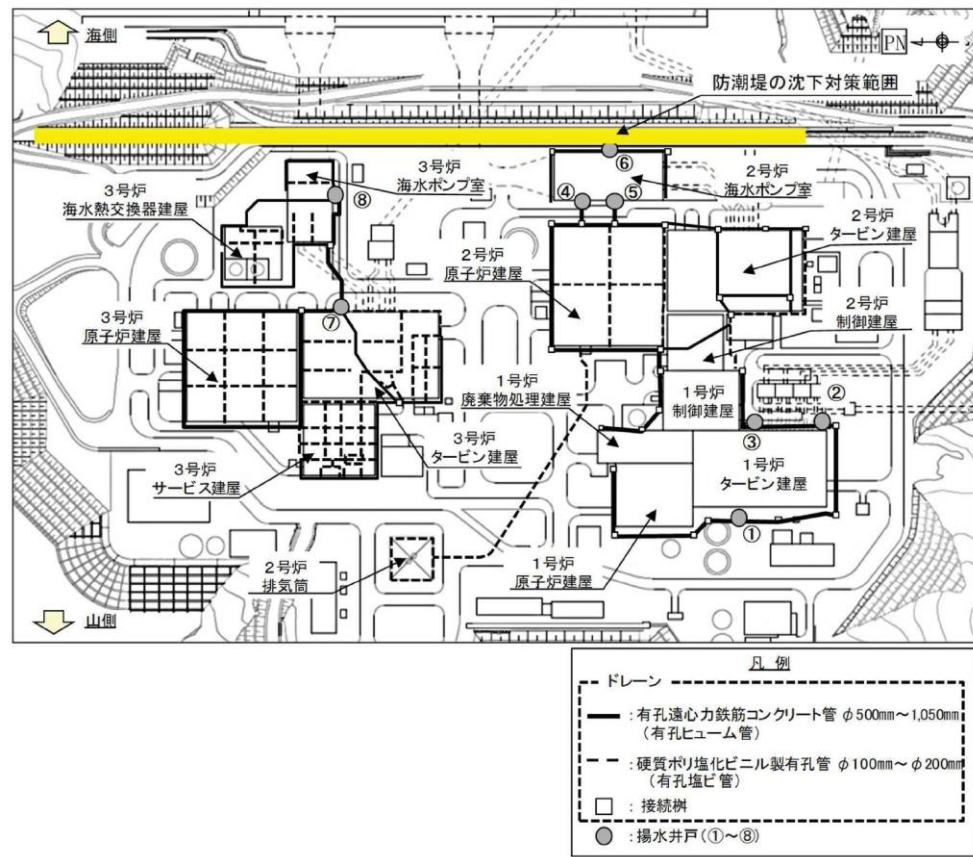 海側
PN
防潮堤の沈下対策範囲
⑥
3号炉
海水ポンプ室
2号炉
海水ポンプ室
3号炉
海水熱交換器建屋
⑧
④
⑤
2号炉
タービン建屋
2号炉
原子炉建屋
2号炉
制御建屋
3号炉
原子炉建屋
⑦
1号炉
廃棄物処理建屋
1号炉
制御建屋
②
③
3号炉
タービン建屋
3号炉
サービス建屋
1号炉
タービン建屋
①
2号炉
排気筒
1号炉
原子炉建屋
山側
凡 例
ドレーン
:有孔遠心力鉄筋コンクリート管 φ500mm～1,050mm
(有孔ヒューム管)
:硬質ポリ塩化ビニル製有孔管 φ100mm～φ200mm
(有孔塩ビ管)
:接続桝
:揚水井戸(①～⑧)